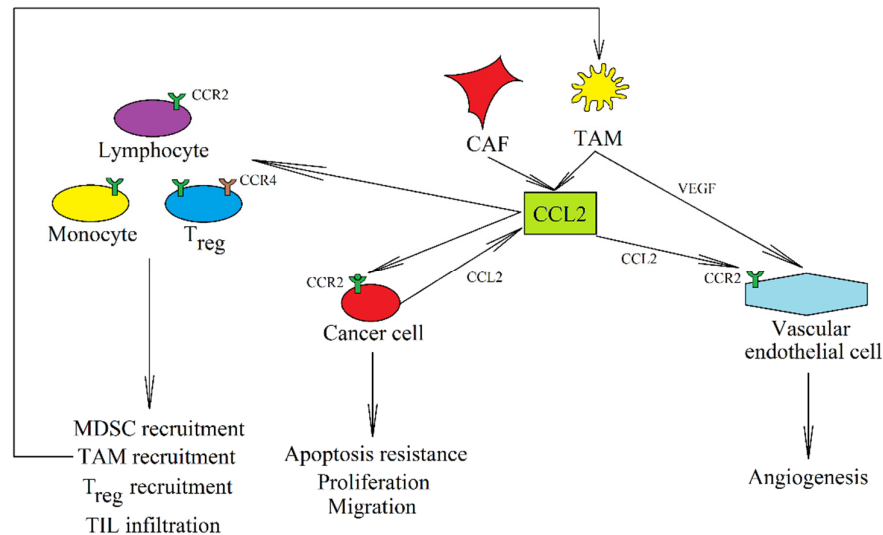 CCR2
Lymphocyte
CAF
TAM
CCR4
VEGF
CCL2
Monocyte
Treg
CCR2
CCL2
CCL2
CCR2
Cancer cell
Vascular
endothelial cell
MDSC recruitment
TAM recruitment
Treg recruitment
TIL infiltration
Apoptosis resistance
Proliferation
Migration
Angiogenesis